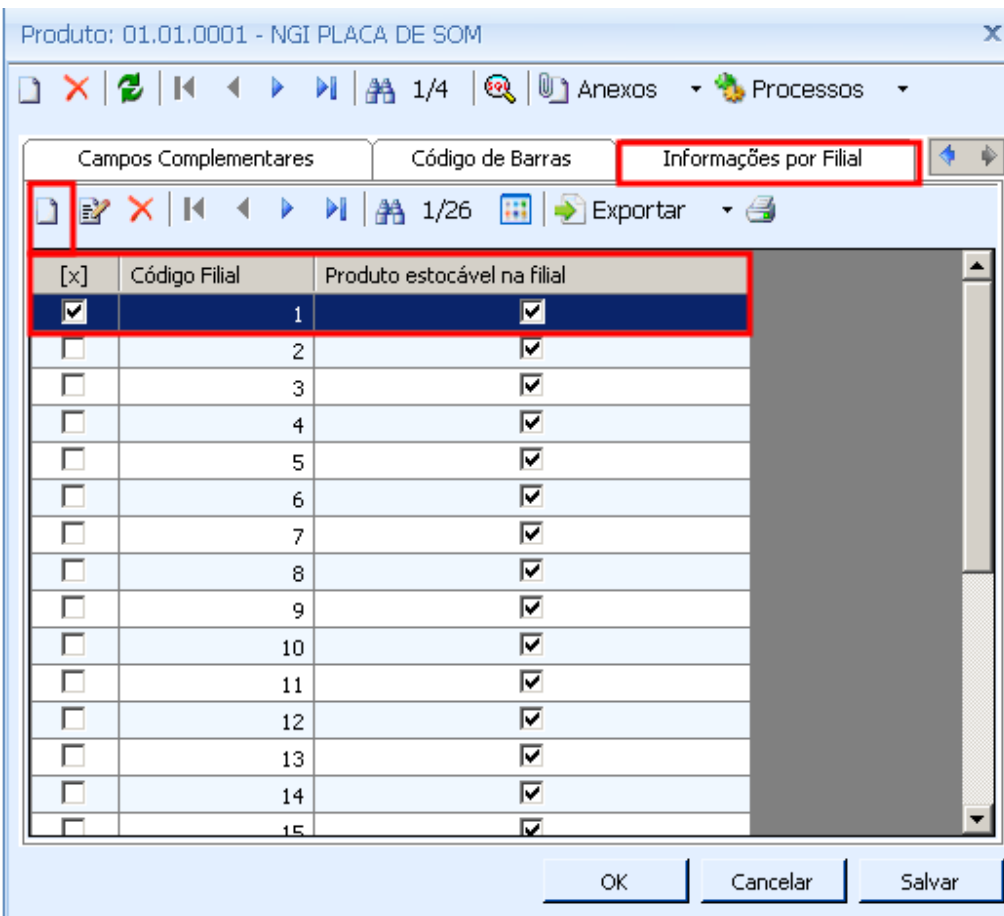 Produto: 01.01.0001 - NGI PLACA DE SOM
1/4 Anexos Processos
Campos Complementares Código de Barras Informações por Filial
1/26 Exportar
[x] Código Filial Produto estocável na filial
1
2
3
4
5
6
7
8
9
10
11
12
13
14
15
OK Cancelar Salvar